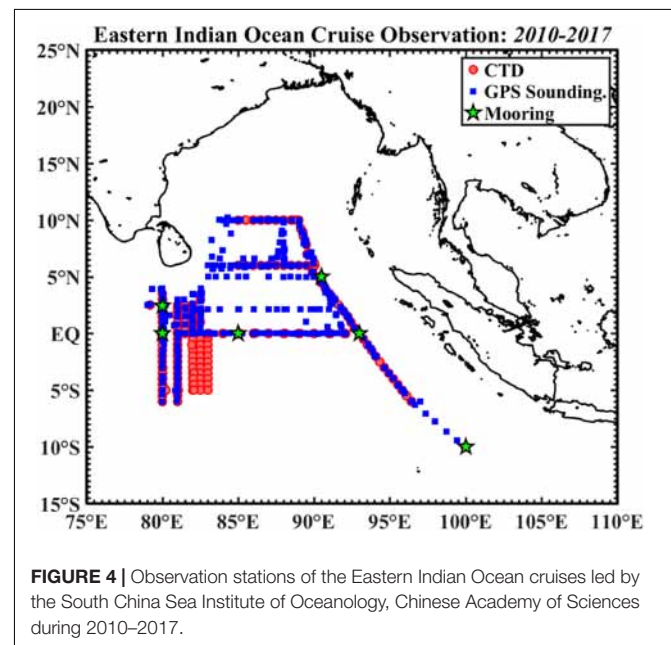 Eastern Indian Ocean Cruise Observation: 2010-2017
25°N
20°N
15°N
10°N
5°N
EQ
5°S
10°S
15°S
75°E 80°E 85°E 90°E 95°E 100°E 105°E 110°E
CTD
GPS Sounding.
Mooring
FIGURE 4 | Observation stations of the Eastern Indian Ocean cruises led by
the South China Sea Institute of Oceanology, Chinese Academy of Sciences
during 2010–2017.